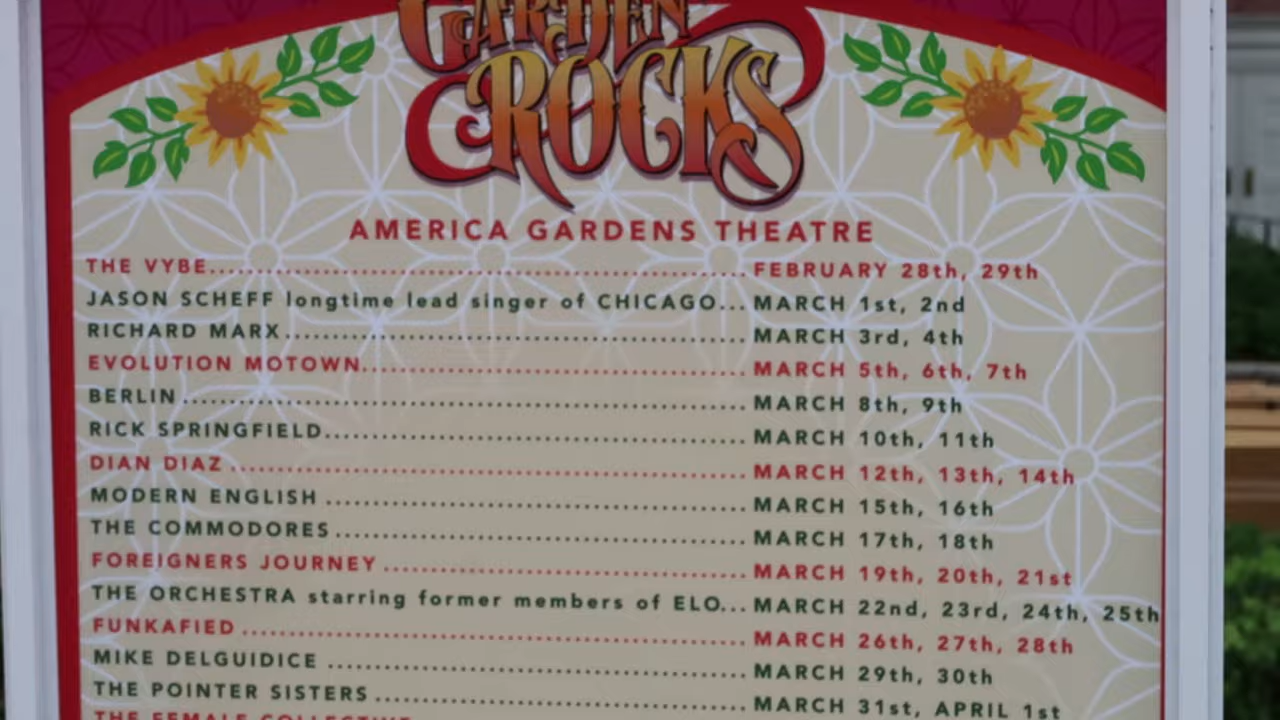 GARDEN
ROCKS
AMERICA GARDENS THEATRE
THE VYBE........................................................ FEBRUARY 28th, 29th
JASON SCHEFF longtime lead singer of CHICAGO... MARCH 1st, 2nd
RICHARD MARX................................................ MARCH 3rd, 4th
EVOLUTION MOTOWN........................................ MARCH 5th, 6th, 7th
BERLIN............................................................ MARCH 8th, 9th
RICK SPRINGFIELD............................................ MARCH 10th, 11th
DIAN DIAZ........................................................ MARCH 12th, 13th, 14th
MODERN ENGLISH............................................ MARCH 15th, 16th
THE COMMODORES............................................ MARCH 17th, 18th
FOREIGNERS JOURNEY...................................... MARCH 19th, 20th, 21st
THE ORCHESTRA starring former members of ELO... MARCH 22nd, 23rd, 24th, 25th
FUNKAFIED...................................................... MARCH 26th, 27th, 28th
MIKE DELGUIDICE............................................ MARCH 29th, 30th
THE POINTER SISTERS...................................... MARCH 31st, APRIL 1st
THE FEMALE COLLECTIVE